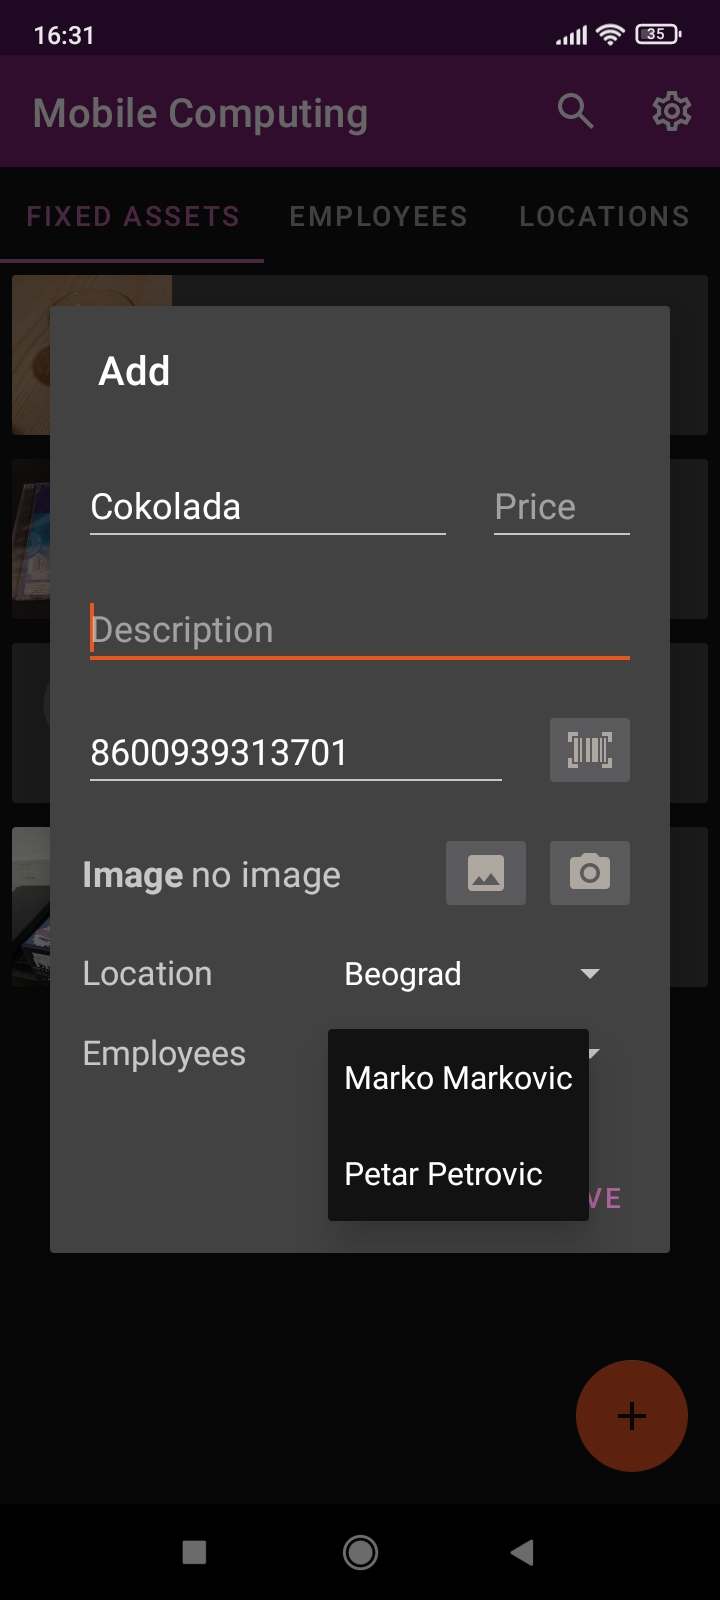 16:31 35
Mobile Computing
FIXED ASSETS EMPLOYEES LOCATIONS
Add
Cokolada Price
Description
8600939313701
Image no image
Location Beograd
Employees
Marko Markovic
Petar Petrovic
VE